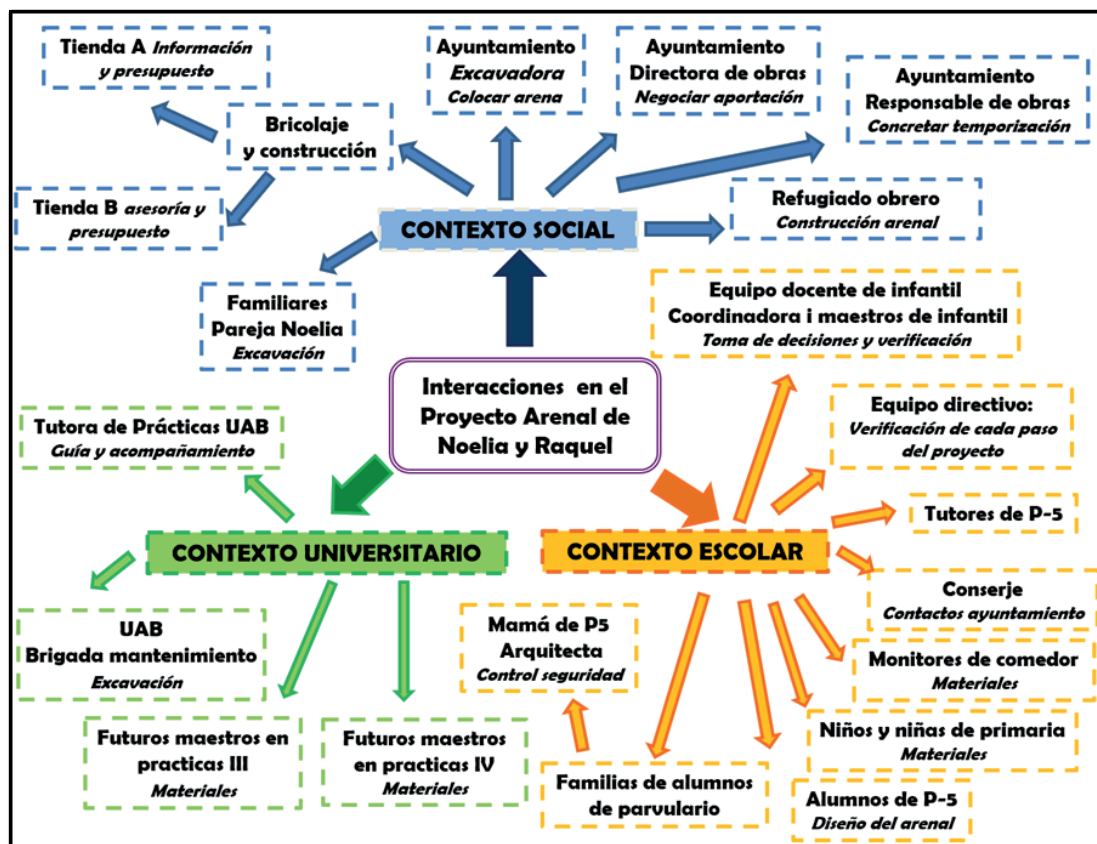 Tienda A Información
y presupuesto
Bricolaje
y construcción
Tienda B asesoría y
presupuesto
Ayuntamiento
Excavadora
Colocar arena
Ayuntamiento
Directora de obras
Negociar aportación
Ayuntamiento
Responsable de obras
Concretar temporización
CONTEXTO SOCIAL
Refugiado obrero
Construcción arenal
Familiares
Pareja Noelia
Excavación
Equipo docente de infantil
Coordinadora i maestros de infantil
Toma de decisiones y verificación
Interacciones en el
Proyecto Arenal de
Noelia y Raquel
Tutora de Prácticas UAB
Guía y acompañamiento
Equipo directivo:
Verificación de cada paso
del proyecto
Tutores de P-5
CONTEXTO UNIVERSITARIO
CONTEXTO ESCOLAR
Conserje
Contactos ayuntamiento
UAB
Brigada mantenimiento
Excavación
Mamá de P5
Arquitecta
Control seguridad
Monitores de comedor
Materiales
Futuros maestros en
practicas III
Materiales
Futuros maestros
en practicas IV
Materiales
Familias de alumnos
de parvulario
Niños y niñas de primaria
Materiales
Alumnos de P-5
Diseño del arenal